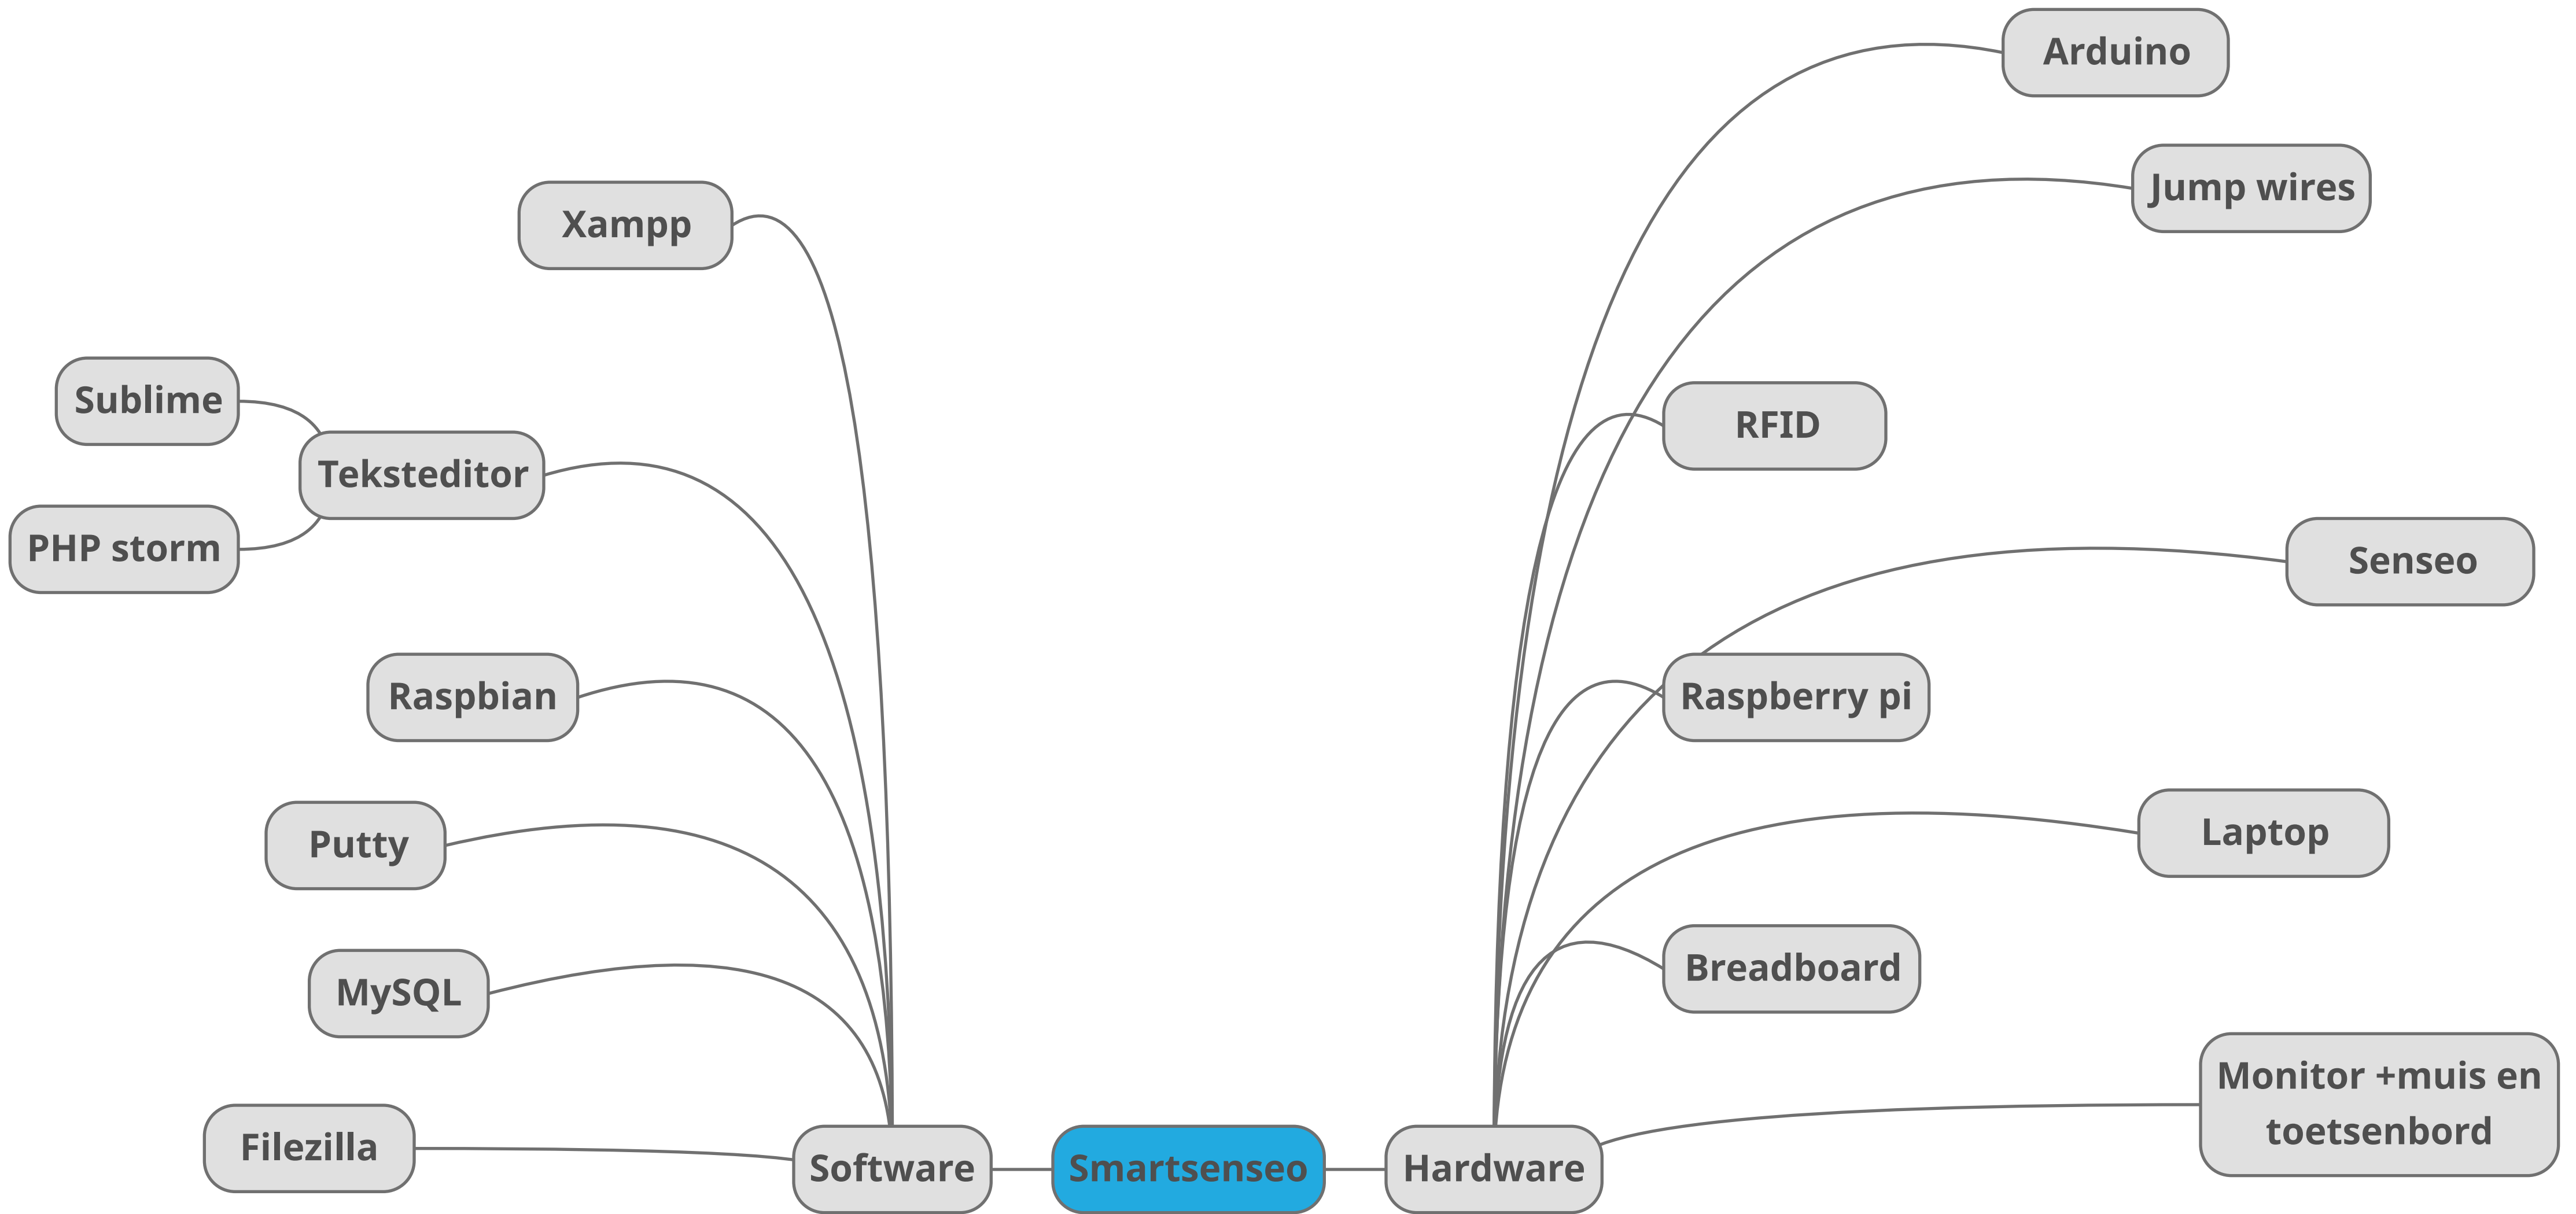 Arduino
Jump wires
Xampp
Sublime
RFID
Teksteditor
PHP storm
Senseo
Raspbian
Raspberry pi
Putty
Laptop
MySQL
Breadboard
Monitor +muis en
toetsenbord
Filezilla
Software
Smartsenseo
Hardware